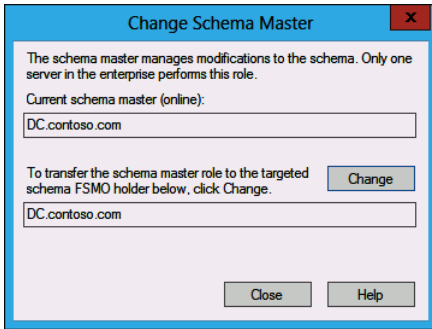 Change Schema Master
x
The schema master manages modifications to the schema. Only one
server in the enterprise performs this role.
Current schema master (online):
DC.contoso.com
To transfer the schema master role to the targeted
schema FSMO holder below, click Change.
Change
DC.contoso.com
Close
Help